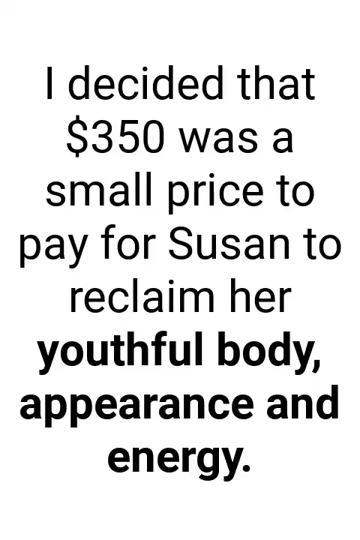 I decided that
$350 was a
small price to
pay for Susan to
reclaim her
youthful body,
appearance and
energy.